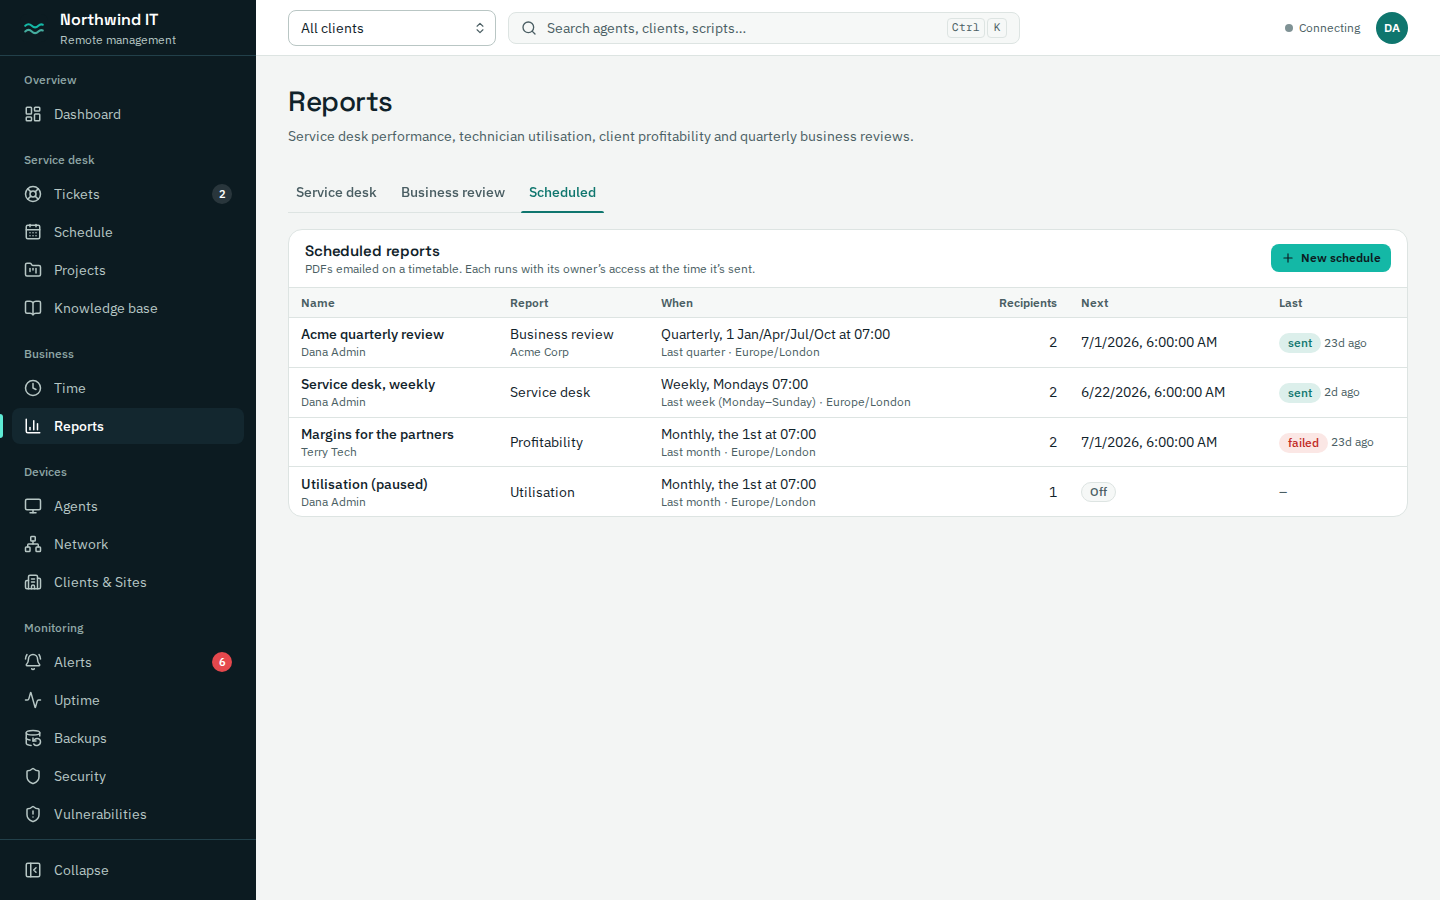 Northwind IT
Remote management
Overview
Dashboard
Service desk
Tickets 2
Schedule
Projects
Knowledge base
Business
Time
Reports
Devices
Agents
Network
Clients & Sites
Monitoring
Alerts 6
Uptime
Backups
Security
Vulnerabilities
Collapse
All clients
Search agents, clients, scripts...
Ctrl K
Connecting
DA
Reports
Service desk performance, technician utilisation, client profitability and quarterly business reviews.
Service desk Business review Scheduled
Scheduled reports
PDFs emailed on a timetable. Each runs with its owner’s access at the time it’s sent.
New schedule
Name Report When Recipients Next Last
Acme quarterly review Business review Quarterly, 1 Jan/Apr/Jul/Oct at 07:00 2 7/1/2026, 6:00:00 AM sent 23d ago
Dana Admin Acme Corp Last quarter · Europe/London
Service desk, weekly Service desk Weekly, Mondays 07:00 2 6/22/2026, 6:00:00 AM sent 2d ago
Dana Admin Last week (Monday–Sunday) · Europe/London
Margins for the partners Profitability Monthly, the 1st at 07:00 2 7/1/2026, 6:00:00 AM failed 23d ago
Terry Tech Last month · Europe/London
Utilisation (paused) Utilisation Monthly, the 1st at 07:00 1 Off –
Dana Admin Last month · Europe/London